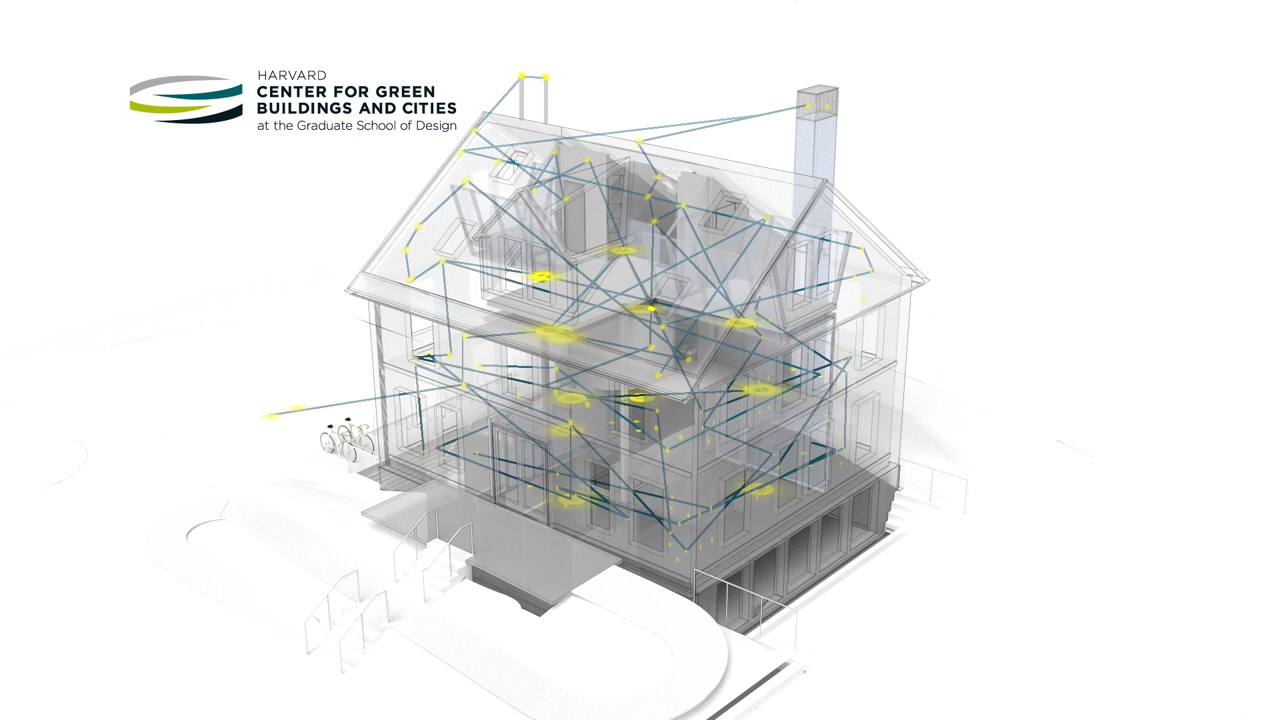 HARVARD
CENTER FOR GREEN
BUILDINGS AND CITIES
at the Graduate School of Design